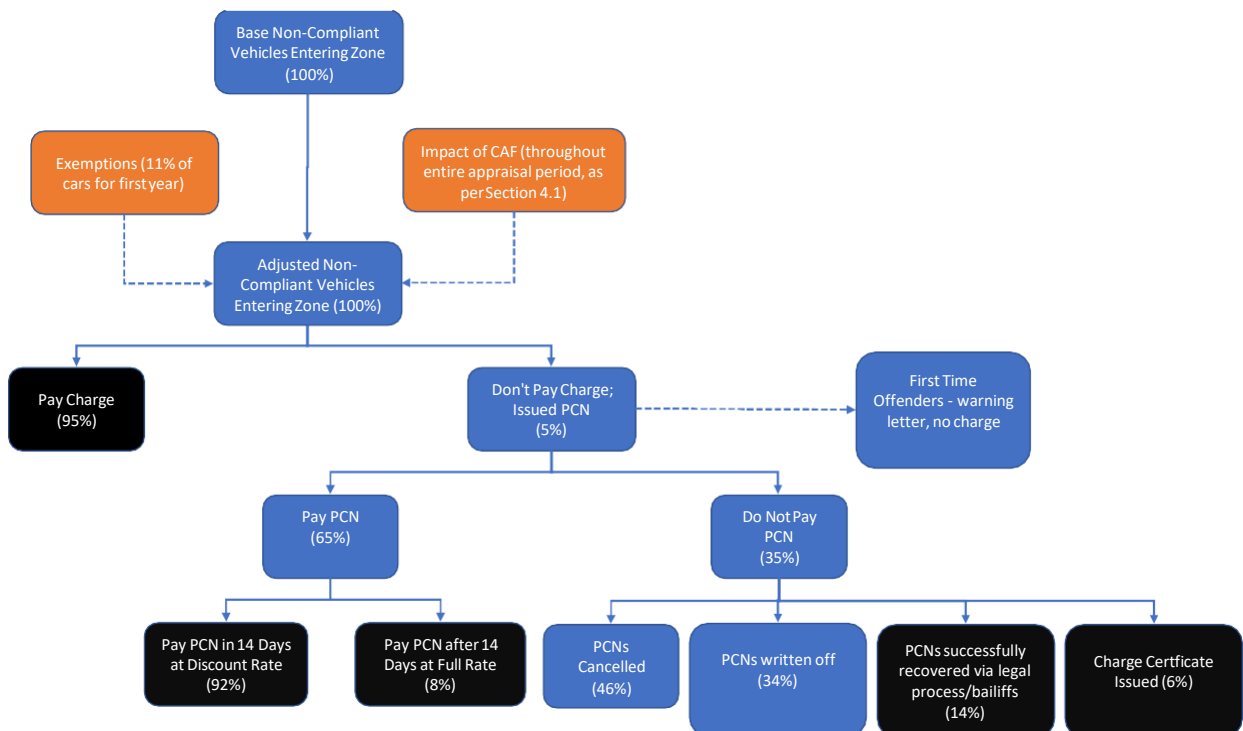 Base Non-Compliant
Vehicles Entering Zone
(100%)
Exemptions (11% of
cars for first year)
Impact of CAF (throughout
entire appraisal period, as
per Section 4.1)
Adjusted Non-
Compliant Vehicles
Entering Zone (100%)
Pay Charge
(95%)
Don't Pay Charge;
Issued PCN
(5%)
First Time
Offenders - warning
letter, no charge
Pay PCN
(65%)
Do Not Pay
PCN
(35%)
Pay PCN in 14 Days
at Discount Rate
(92%)
Pay PCN after 14
Days at Full Rate
(8%)
PCNs
Cancelled
(46%)
PCNs written off
(34%)
PCNs successfully
recovered via legal
process/bailiffs
(14%)
Charge Certficate
Issued (6%)